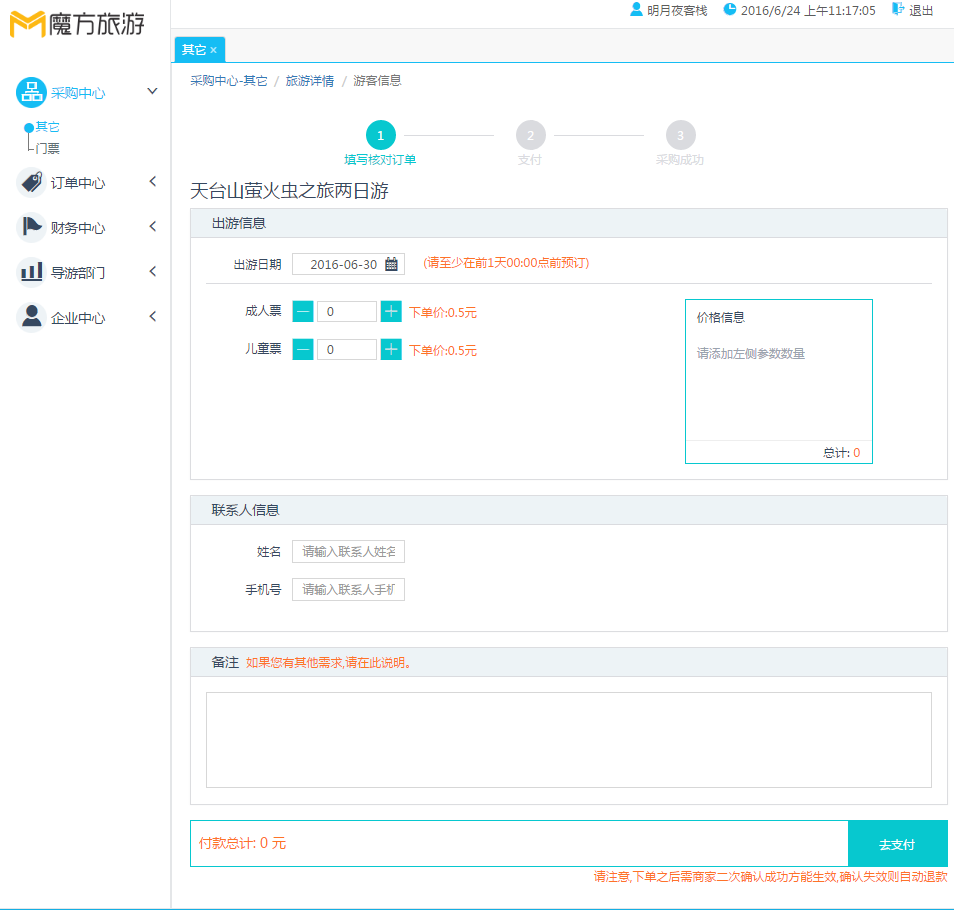 魔方旅游
明月夜客栈 2016/6/24 上午11:17:05 退出
其它 ×
采购中心
其它
门票
订单中心
财务中心
导游部门
企业中心
采购中心-其它 / 旅游详情 / 游客信息
1 2 3
填写核对订单 支付 采购成功
天台山萤火虫之旅两日游
出游信息
出游日期 2016-06-30 (请至少在前1天00:00点前预订)
成人票 0 下单价:0.5元
儿童票 0 下单价:0.5元
价格信息
请添加左侧参数数量
总计: 0
联系人信息
姓名 请输入联系人姓名
手机号 请输入联系人手机
备注 如果您有其他需求,请在此说明。
付款总计: 0 元 去支付
请注意,下单之后需商家二次确认成功方能生效,确认失效则自动退款